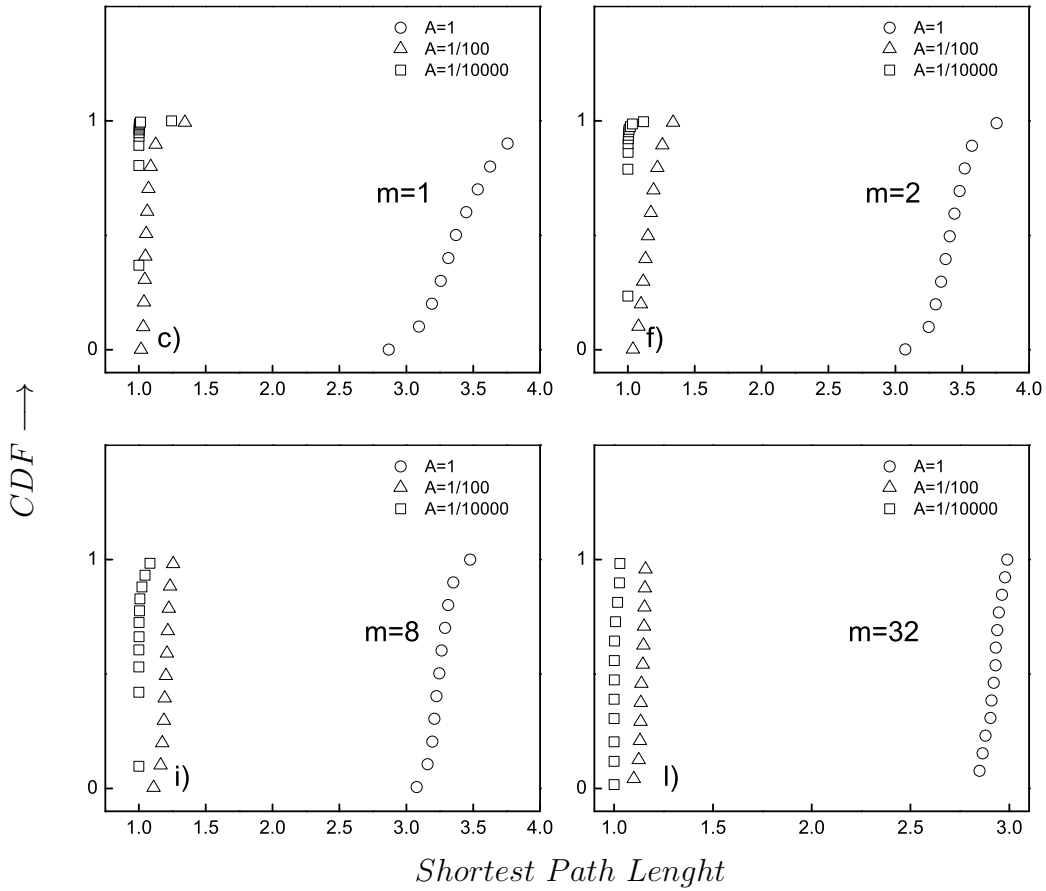 A=1
A=1/100
A=1/10000
1
m=1
0
c)
1.0 1.5 2.0 2.5 3.0 3.5 4.0
A=1
A=1/100
A=1/10000
1
m=2
0
f)
1.0 1.5 2.0 2.5 3.0 3.5 4.0
CDF →
A=1
A=1/100
A=1/10000
1
m=8
0
i)
1.0 1.5 2.0 2.5 3.0 3.5 4.0
A=1
A=1/100
A=1/10000
1
m=32
0
l)
1.0 1.5 2.0 2.5 3.0
Shortest Path Lenght